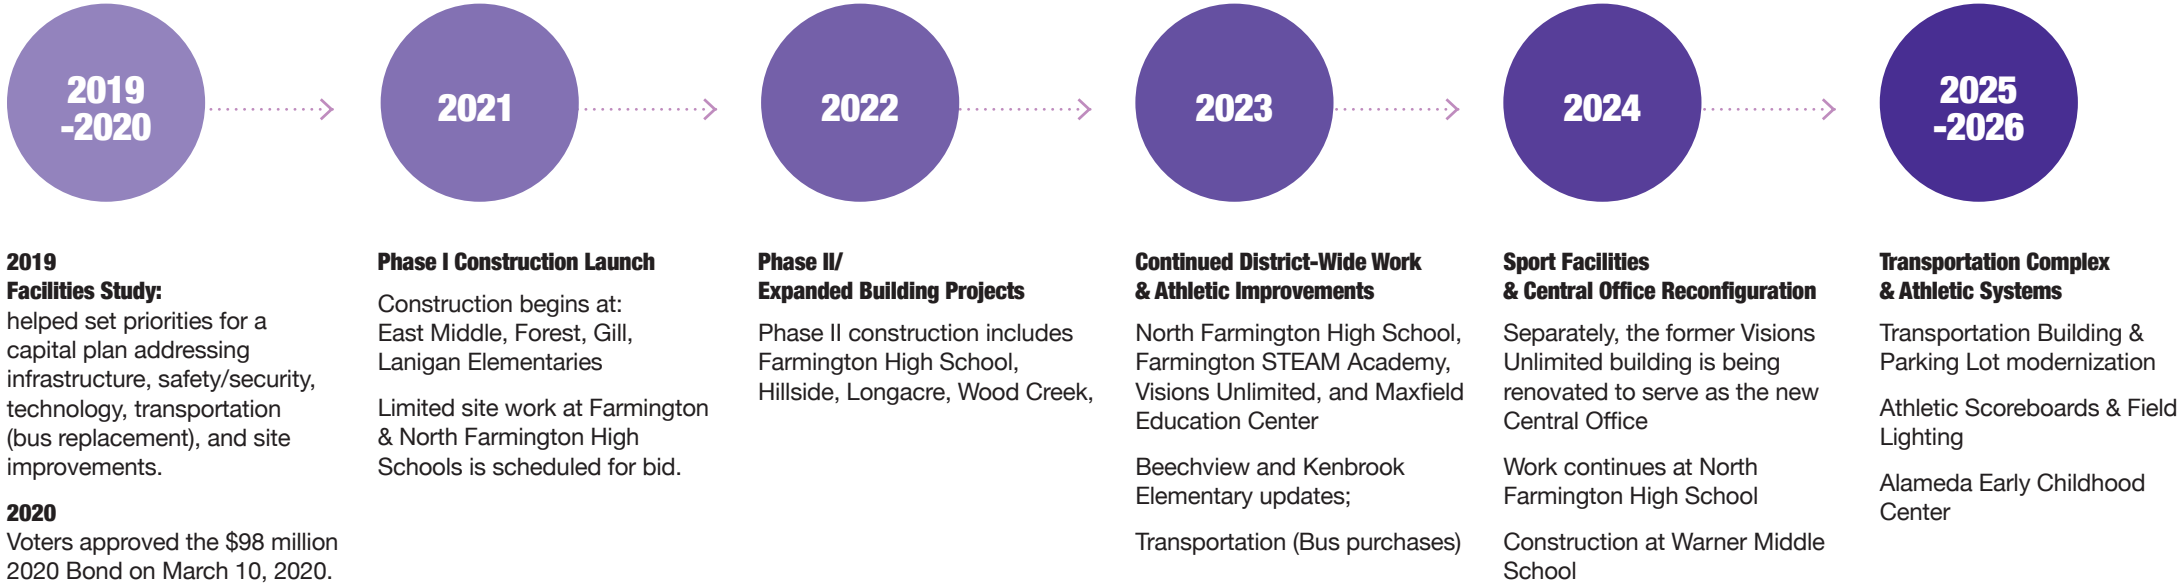 2019
-2020
2021
2022
2023
2024
2025
-2026
2019
Facilities Study:
helped set priorities for a
capital plan addressing
infrastructure, safety/security,
technology, transportation
(bus replacement), and site
improvements.
2020
Voters approved the $98 million
2020 Bond on March 10, 2020.
Phase I Construction Launch
Construction begins at:
East Middle, Forest, Gill,
Lanigan Elementaries
Limited site work at Farmington
& North Farmington High
Schools is scheduled for bid.
Phase II/
Expanded Building Projects
Phase II construction includes
Farmington High School,
Hillside, Longacre, Wood Creek,
Continued District-Wide Work
& Athletic Improvements
North Farmington High School,
Farmington STEAM Academy,
Visions Unlimited, and Maxfield
Education Center
Beechview and Kenbrook
Elementary updates;
Transportation (Bus purchases)
Sport Facilities
& Central Office Reconfiguration
Separately, the former Visions
Unlimited building is being
renovated to serve as the new
Central Office
Work continues at North
Farmington High School
Construction at Warner Middle
School
Transportation Complex
& Athletic Systems
Transportation Building &
Parking Lot modernization
Athletic Scoreboards & Field
Lighting
Alameda Early Childhood
Center